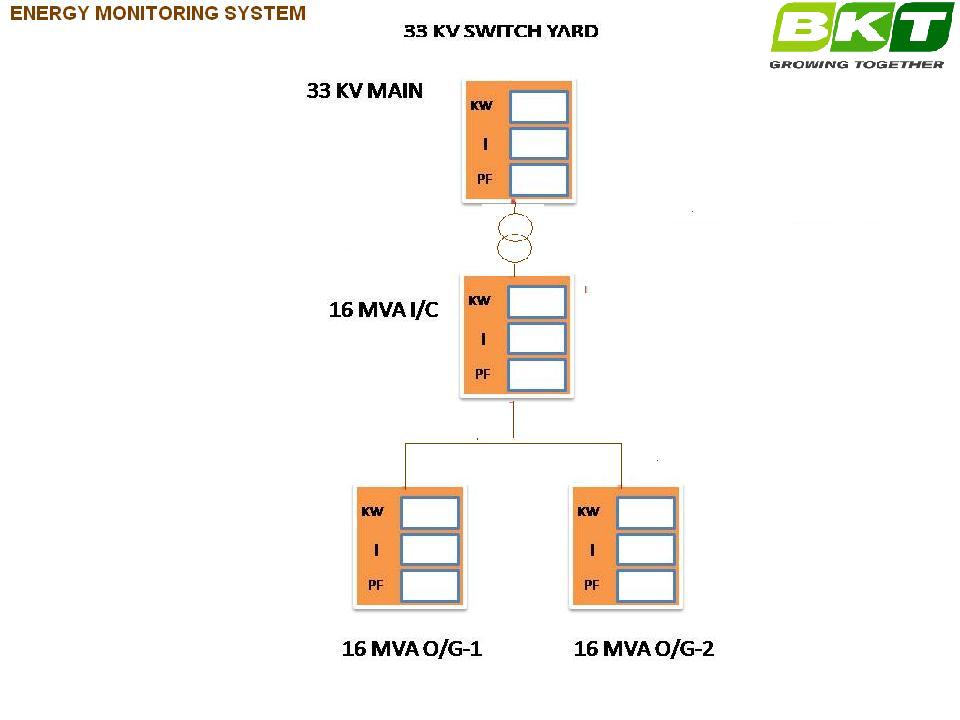 ENERGY MONITORING SYSTEM
33 KV SWITCH YARD
BKT
GROWING TOGETHER
33 KV MAIN
KW
I
PF
16 MVA I/C
KW
I
PF
KW
I
PF
KW
I
PF
16 MVA O/G-1
16 MVA O/G-2